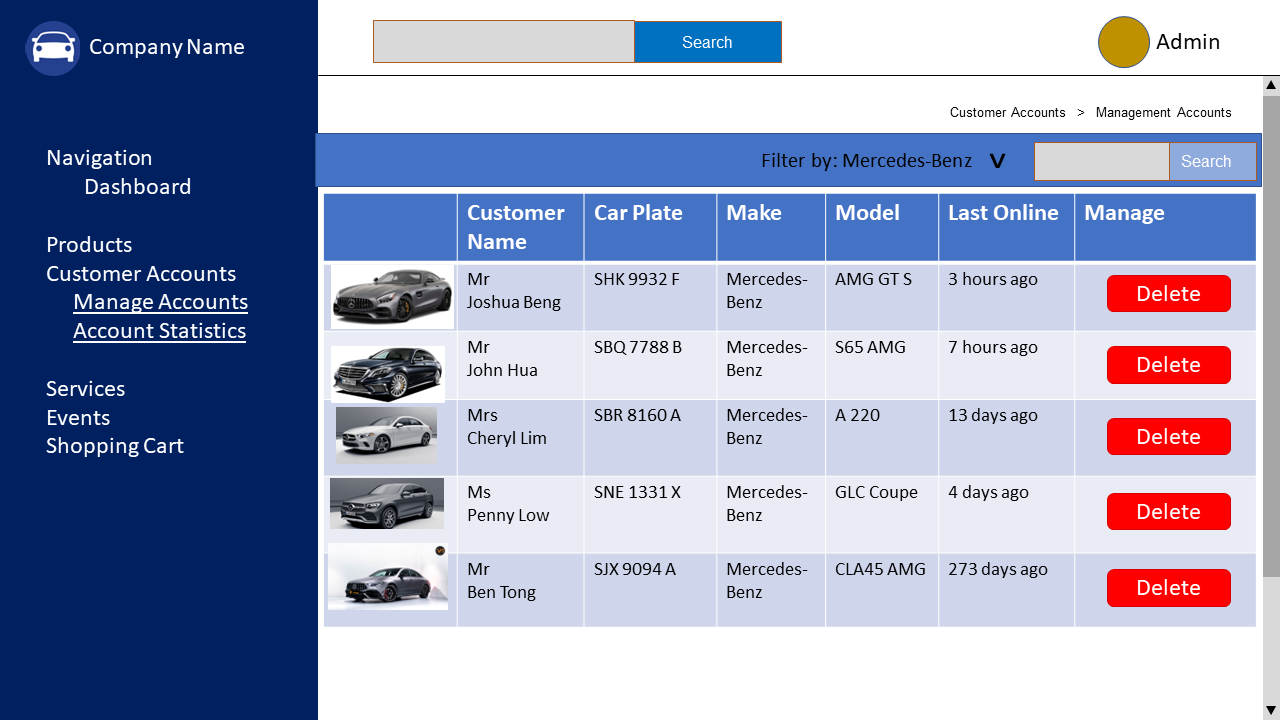 Company Name
Search
Admin
Customer Accounts > Management Accounts
Navigation
Dashboard
Products
Customer Accounts
Manage Accounts
Account Statistics
Services
Events
Shopping Cart
Filter by: Mercedes-Benz V
Search
Customer Name Car Plate Make Model Last Online Manage
Mr Joshua Beng SHK 9932 F Mercedes-Benz AMG GT S 3 hours ago Delete
Mr John Hua SBQ 7788 B Mercedes-Benz S65 AMG 7 hours ago Delete
Mrs Cheryl Lim SBR 8160 A Mercedes-Benz A 220 13 days ago Delete
Ms Penny Low SNE 1331 X Mercedes-Benz GLC Coupe 4 days ago Delete
Mr Ben Tong SJX 9094 A Mercedes-Benz CLA45 AMG 273 days ago Delete